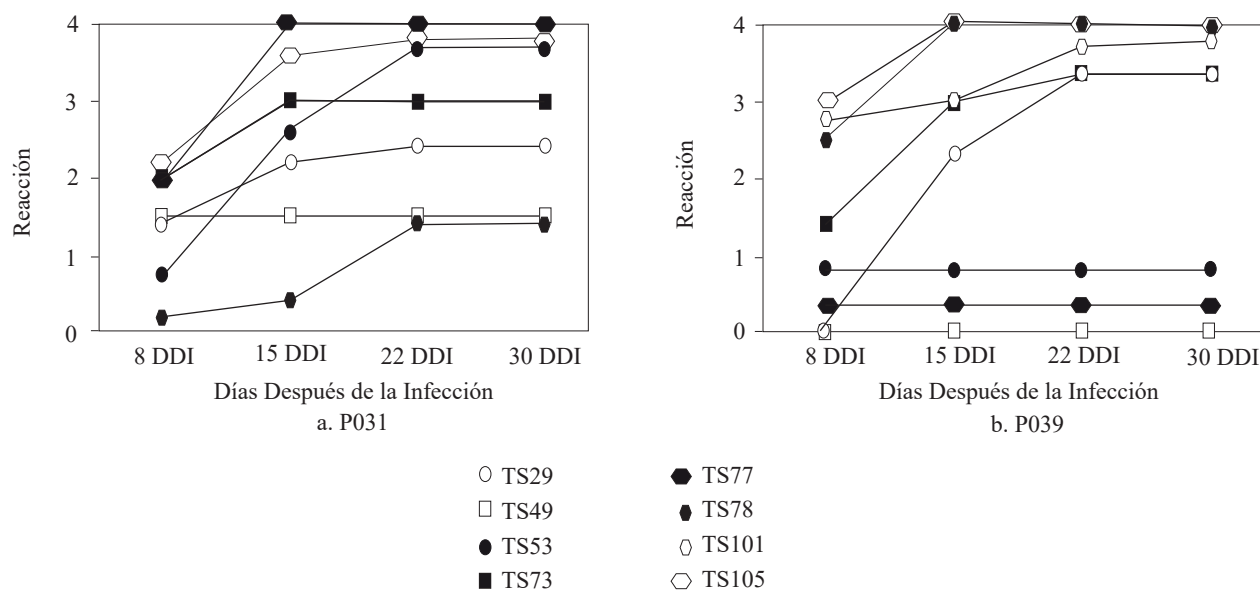 4
3
2
1
0
Reacción
8 DDI 15 DDI 22 DDI 30 DDI
Días Después de la Infección
a. P031
4
3
2
1
0
Reacción
8 DDI 15 DDI 22 DDI 30 DDI
Días Después de la Infección
b. P039
TS29
TS49
TS53
TS73
TS77
TS78
TS101
TS105